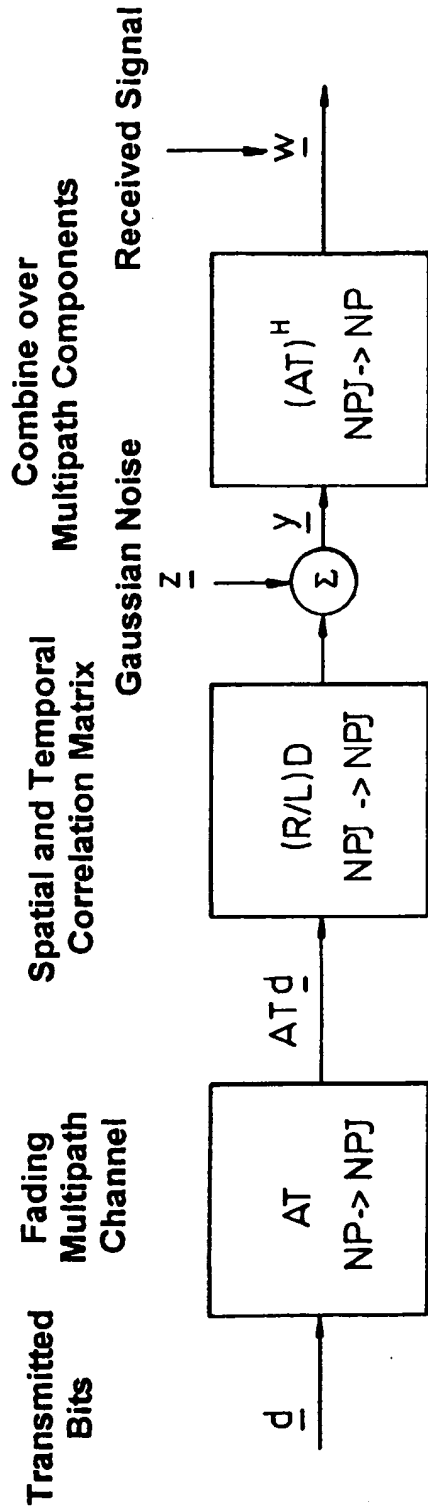 Transmitted
Bits
d
Fading
Multipath
Channel
AT
NP-> NPJ
AT d
Spatial and Temporal
Correlation Matrix
(R/L) D
NPJ -> NPJ
Gaussian Noise
z
Σ
y
Combine over
Multipath Components
(AT)H
NPJ-> NP
Received Signal
w